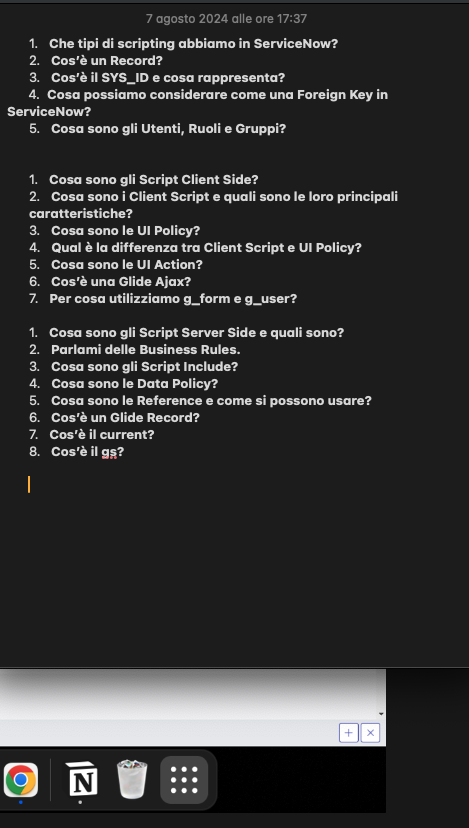 7 agosto 2024 alle ore 17:37
1. Che tipi di scripting abbiamo in ServiceNow?
2. Cos’è un Record?
3. Cos’è il SYS_ID e cosa rappresenta?
4. Cosa possiamo considerare come una Foreign Key in
ServiceNow?
5. Cosa sono gli Utenti, Ruoli e Gruppi?
1. Cosa sono gli Script Client Side?
2. Cosa sono i Client Script e quali sono le loro principali
caratteristiche?
3. Cosa sono le UI Policy?
4. Qual è la differenza tra Client Script e UI Policy?
5. Cosa sono le UI Action?
6. Cos’è una Glide Ajax?
7. Per cosa utilizziamo g_form e g_user?
1. Cosa sono gli Script Server Side e quali sono?
2. Parlami delle Business Rules.
3. Cosa sono gli Script Include?
4. Cosa sono le Data Policy?
5. Cosa sono le Reference e come si possono usare?
6. Cos’è un Glide Record?
7. Cos’è il current?
8. Cos’è il gs?